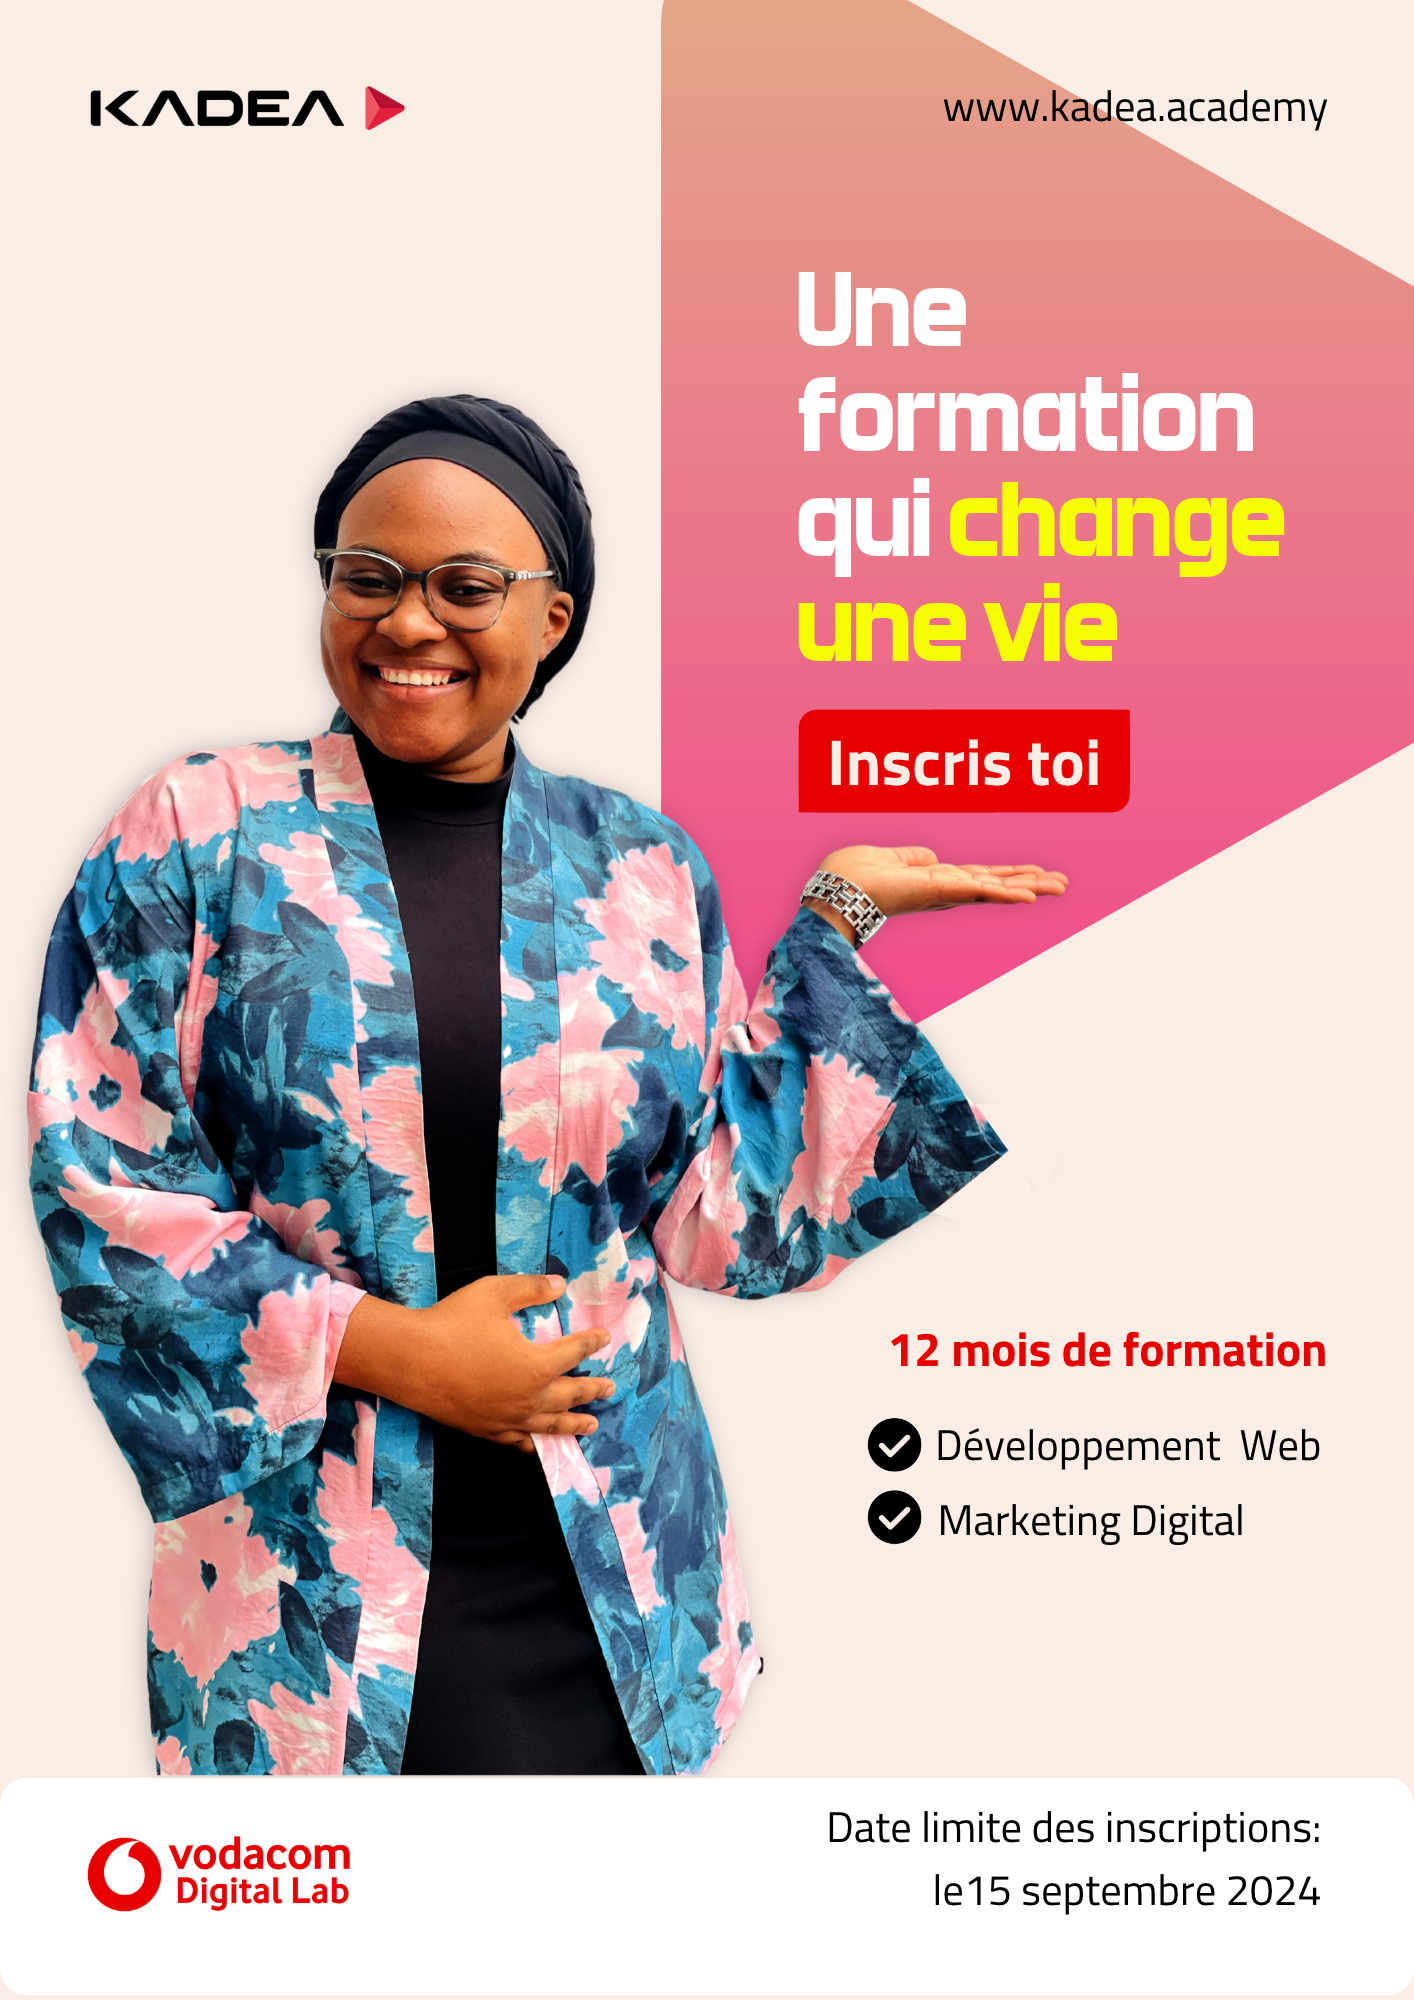 KADEA
www.kadea.academy
Une
formation
qui change
une vie
Inscris toi
12 mois de formation
Développement  Web
Marketing Digital
vodacom
Digital Lab
Date limite des inscriptions:
le15 septembre 2024